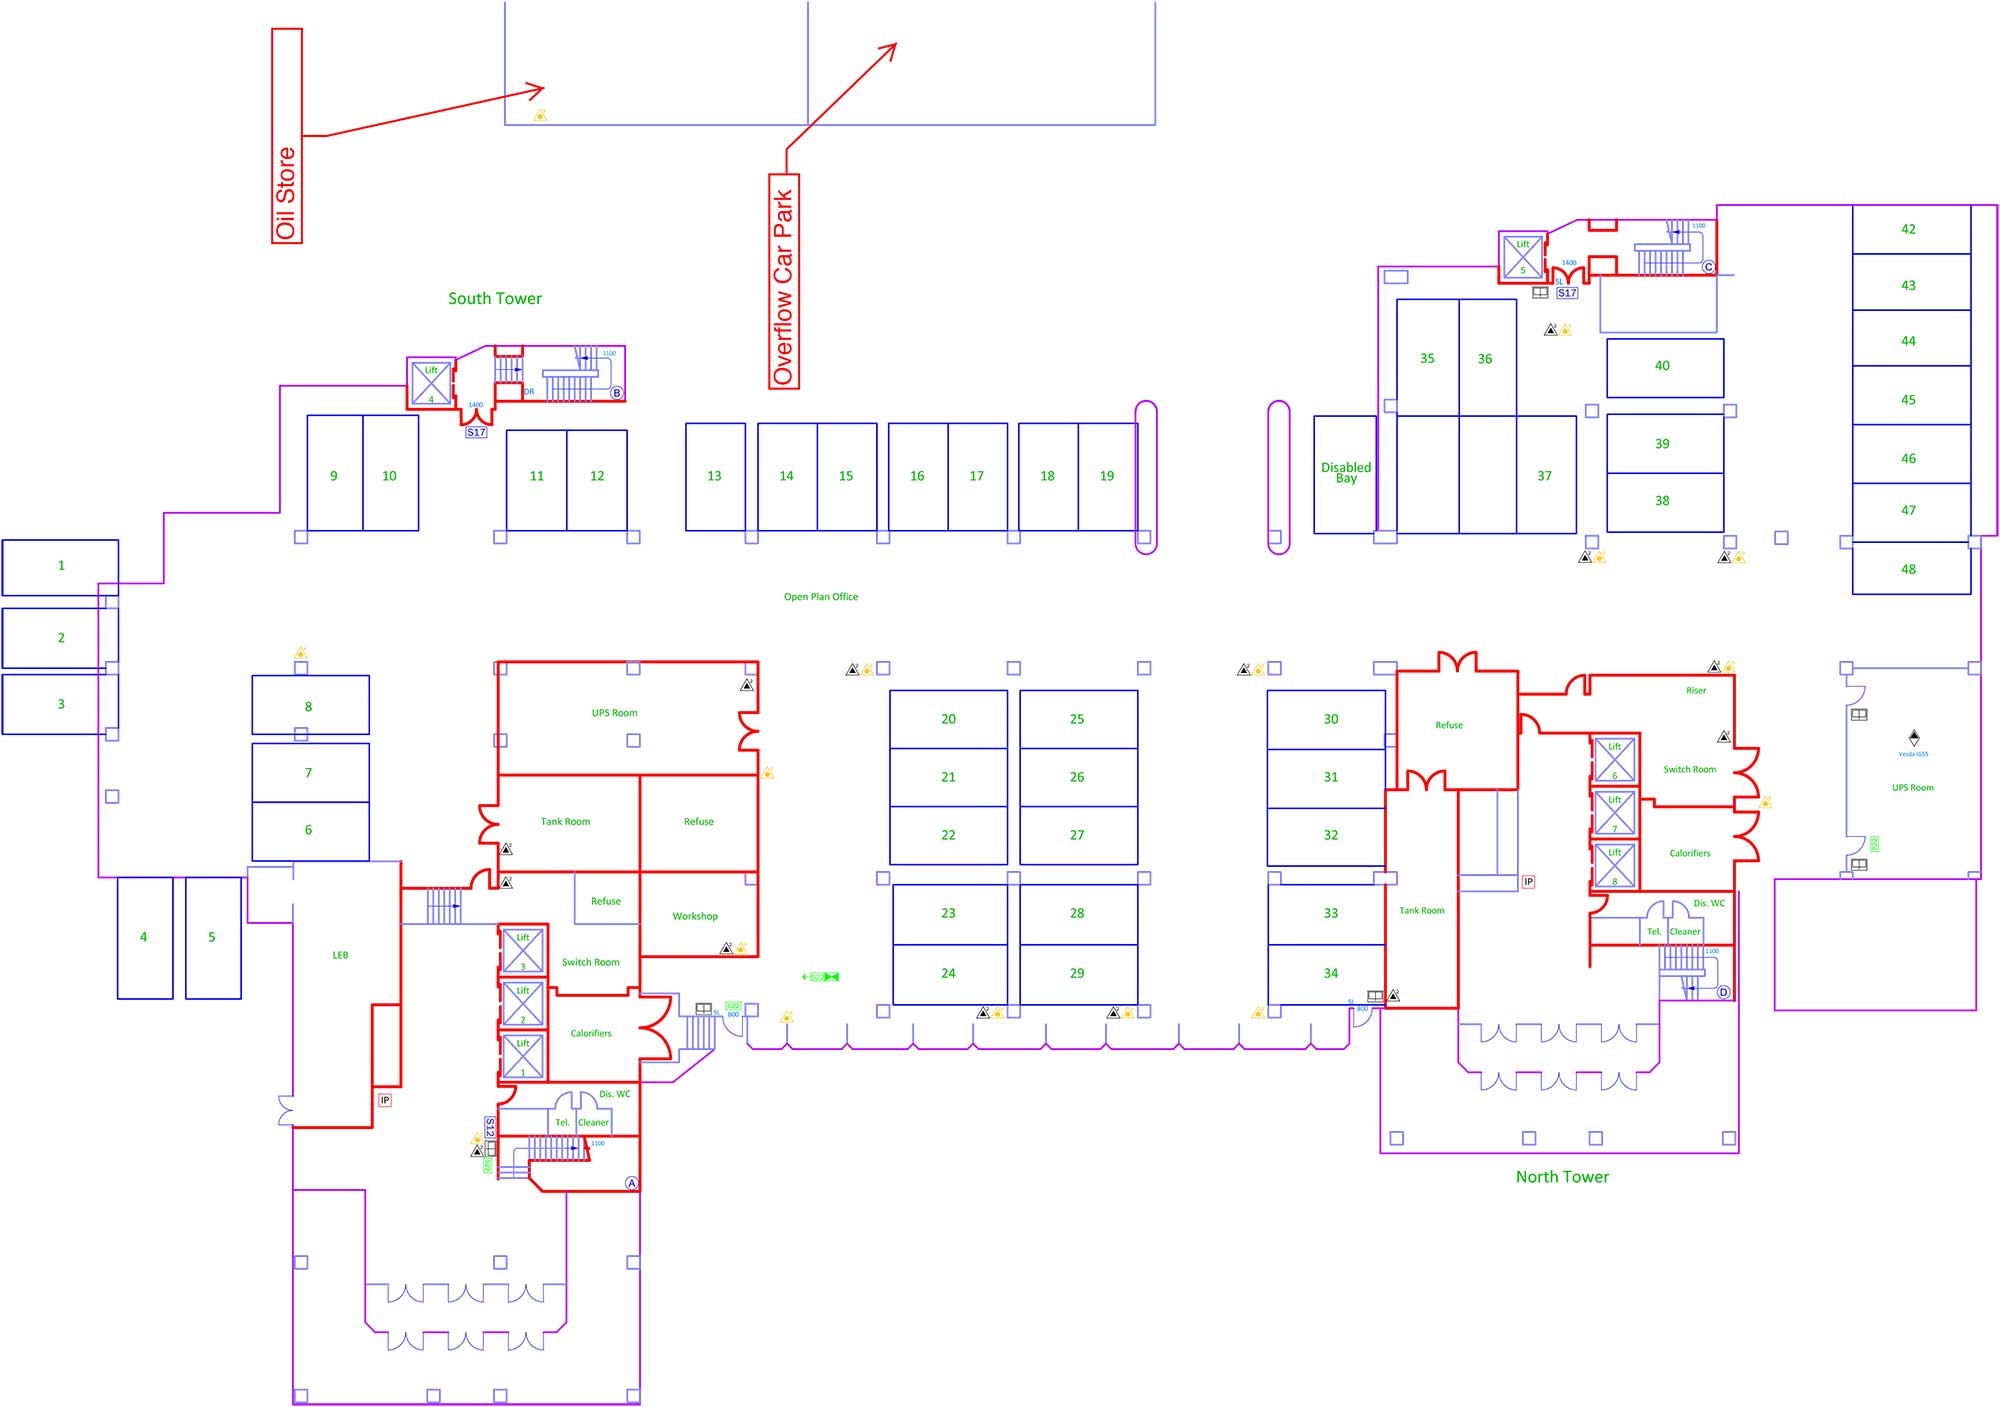 Oil Store
Overflow Car Park
South Tower
Lift
4
1400
S17
DR
1100
B
Lift
5
1400
SL
S17
1100
C
42
43
44
45
46
47
48
35
36
37
40
39
38
Disabled
Bay
9
10
11
12
13
14
15
16
17
18
19
1
2
3
4
5
8
7
6
Open Plan Office
UPS Room
Tank Room
Refuse
Refuse
Workshop
LEB
Switch Room
Lift
3
Lift
2
Lift
1
Calorifiers
SL
800
S22
S22
Dis. WC
Tel.
Cleaner
IP
S12
S22
1100
A
20
21
22
23
24
25
26
27
28
29
30
31
32
33
34
SL
800
Refuse
Tank Room
IP
Riser
Switch Room
Lift
6
Lift
7
Lift
8
Calorifiers
Dis. WC
Tel.
Cleaner
1100
D
Vesda IG55
UPS Room
S22
North Tower